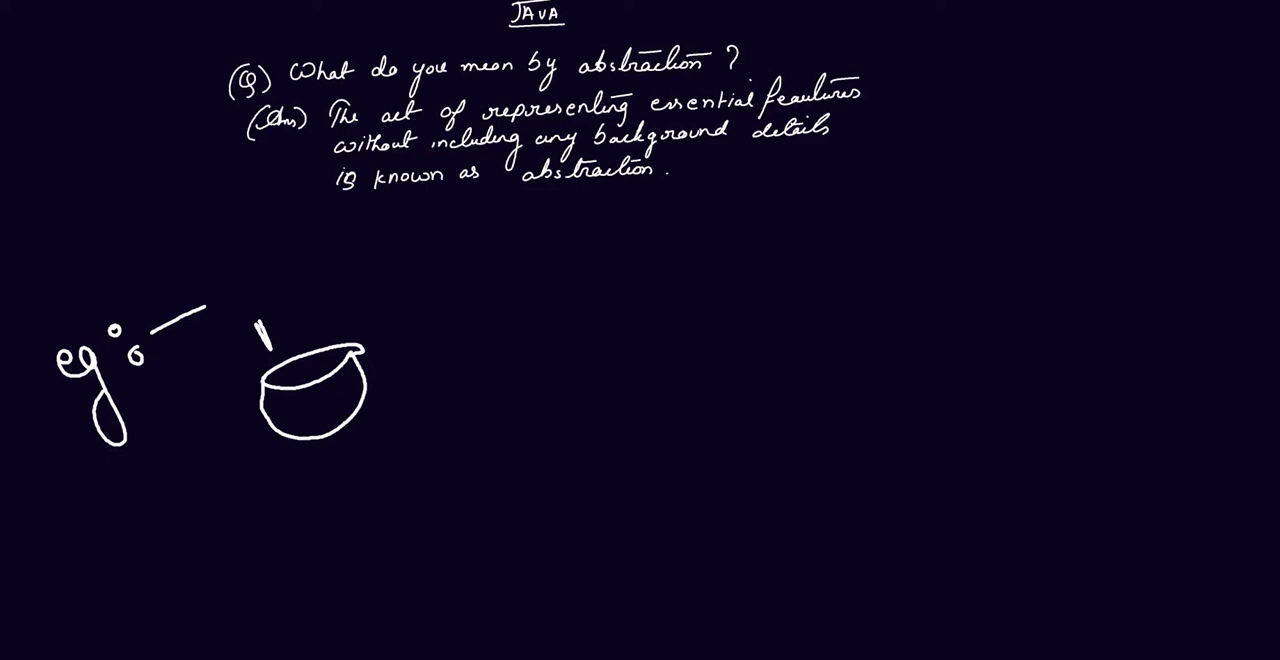 JAVA
(Q) What do you mean by abstraction ?
(Ans) The act of representing essential feautures
without including any background details
is known as abstraction.
eg: -